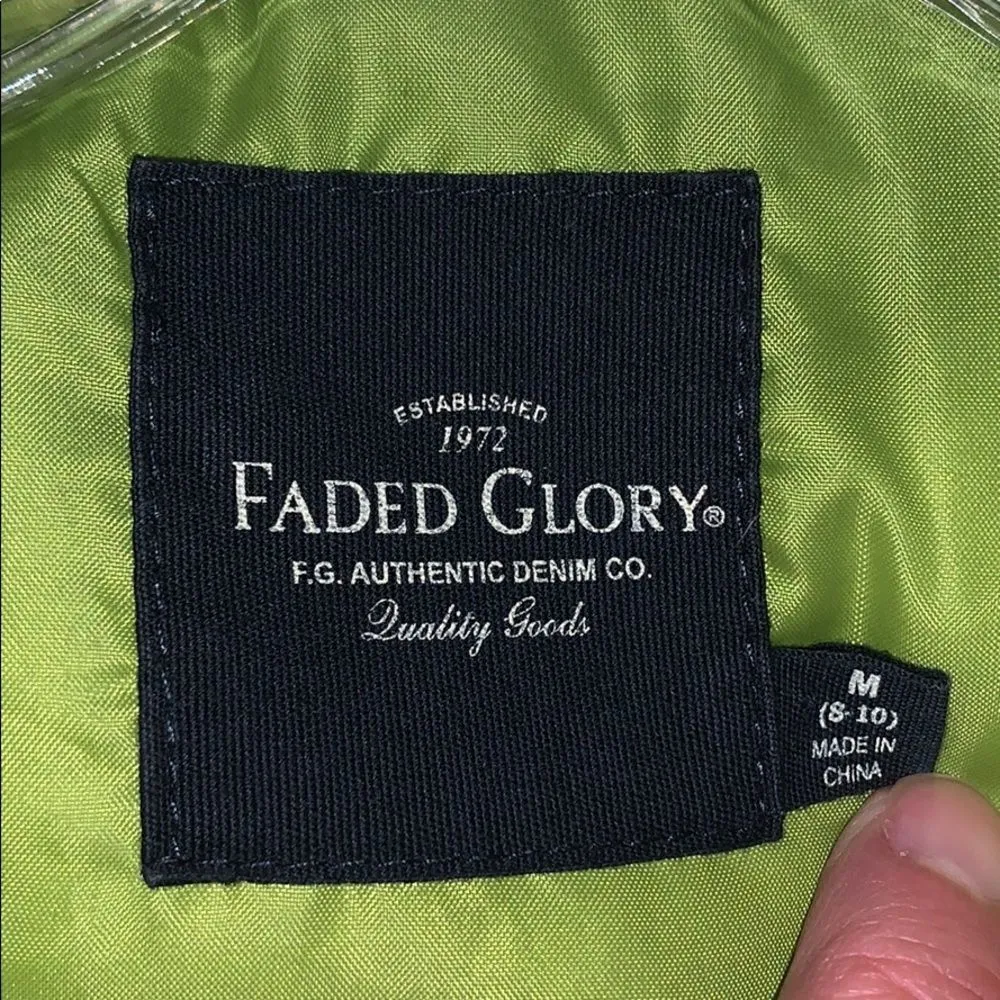 ESTABLISHED
1972
FADED GLORY®
F.G. AUTHENTIC DENIM CO.
Quality Goods
M
(8-10)
MADE IN
CHINA